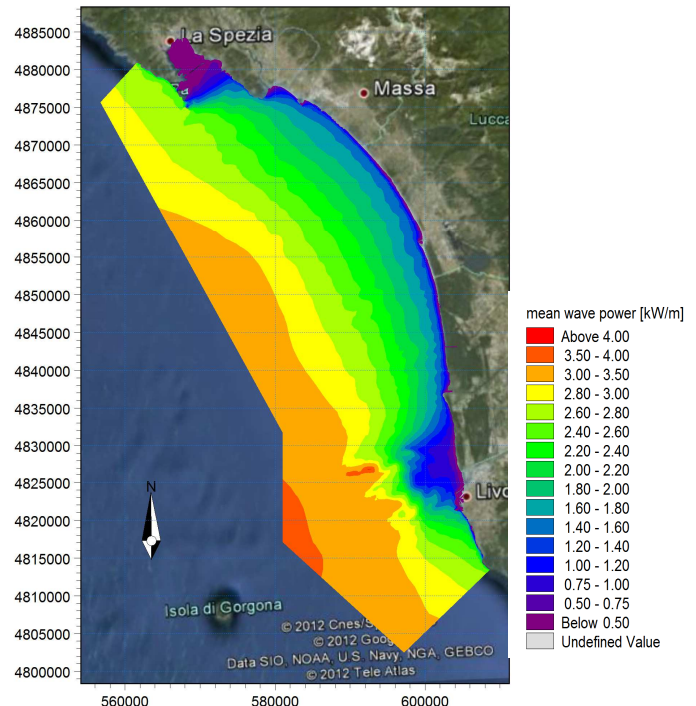 4885000
4880000
4875000
4870000
4865000
4860000
4855000
4850000
4845000
4840000
4835000
4830000
4825000
4820000
4815000
4810000
4805000
4800000
560000 580000 600000
La Spezia
Massa
Lucca
Livo
N
Isola di Gorgona
© 2012 Cnes/S
© 2012 Goog
Data SIO, NOAA, U.S. Navy, NGA, GEBCO
© 2012 Tele Atlas
mean wave power [kW/m]
Above 4.00
3.50 - 4.00
3.00 - 3.50
2.80 - 3.00
2.60 - 2.80
2.40 - 2.60
2.20 - 2.40
2.00 - 2.20
1.80 - 2.00
1.60 - 1.80
1.40 - 1.60
1.20 - 1.40
1.00 - 1.20
0.75 - 1.00
0.50 - 0.75
Below 0.50
Undefined Value